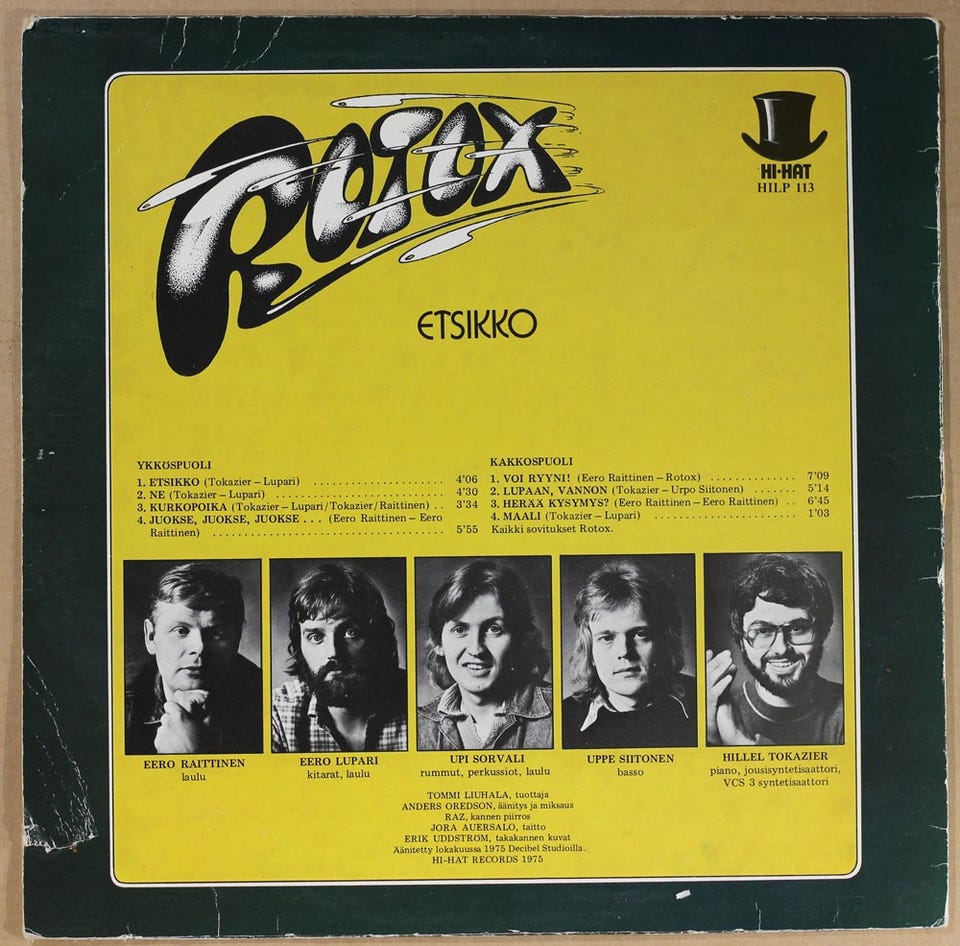 ROTOX
HI-HAT
HILP 113
ETSIKKO
YKKÖSPUOLI
1. ETSIKKO (Tokazier – Lupari) .................... 4'06
2. NE (Tokazier – Lupari) .......................... 4'30
3. KURKOPOIKA (Tokazier – Lupari/Tokazier/Raittinen) .. 3'34
4. JUOKSE, JUOKSE, JUOKSE . . . (Eero Raittinen – Eero
Raittinen) .................................... 5'55
KAKKOSPUOLI
1. VOI RYYNI! (Eero Raittinen – Rotox) ................ 7'09
2. LUPAAN, VANNON (Tokazier – Urpo Siitonen) ....... 5'14
3. HERÄÄ KYSYMYS? (Eero Raittinen – Eero Raittinen) .. 6'45
4. MAALI (Tokazier – Lupari) ....................... 1'03
Kaikki sovitukset Rotox.
EERO RAITTINEN
laulu
EERO LUPARI
kitarat, laulu
UPI SORVALI
rummut, perkussiot, laulu
UPPE SIITONEN
basso
HILLEL TOKAZIER
piano, jousisyntetisaattori,
VCS 3 syntetisaattori
TOMMI LIUHALA, tuottaja
ANDERS OREDSON, äänitys ja miksaus
RAZ, kannen piirros
JORA AUERSALO, taitto
ERIK UDDSTRÖM, takakannen kuvat
Äänitetty lokakuussa 1975 Decibel Studioilla.
HI-HAT RECORDS 1975